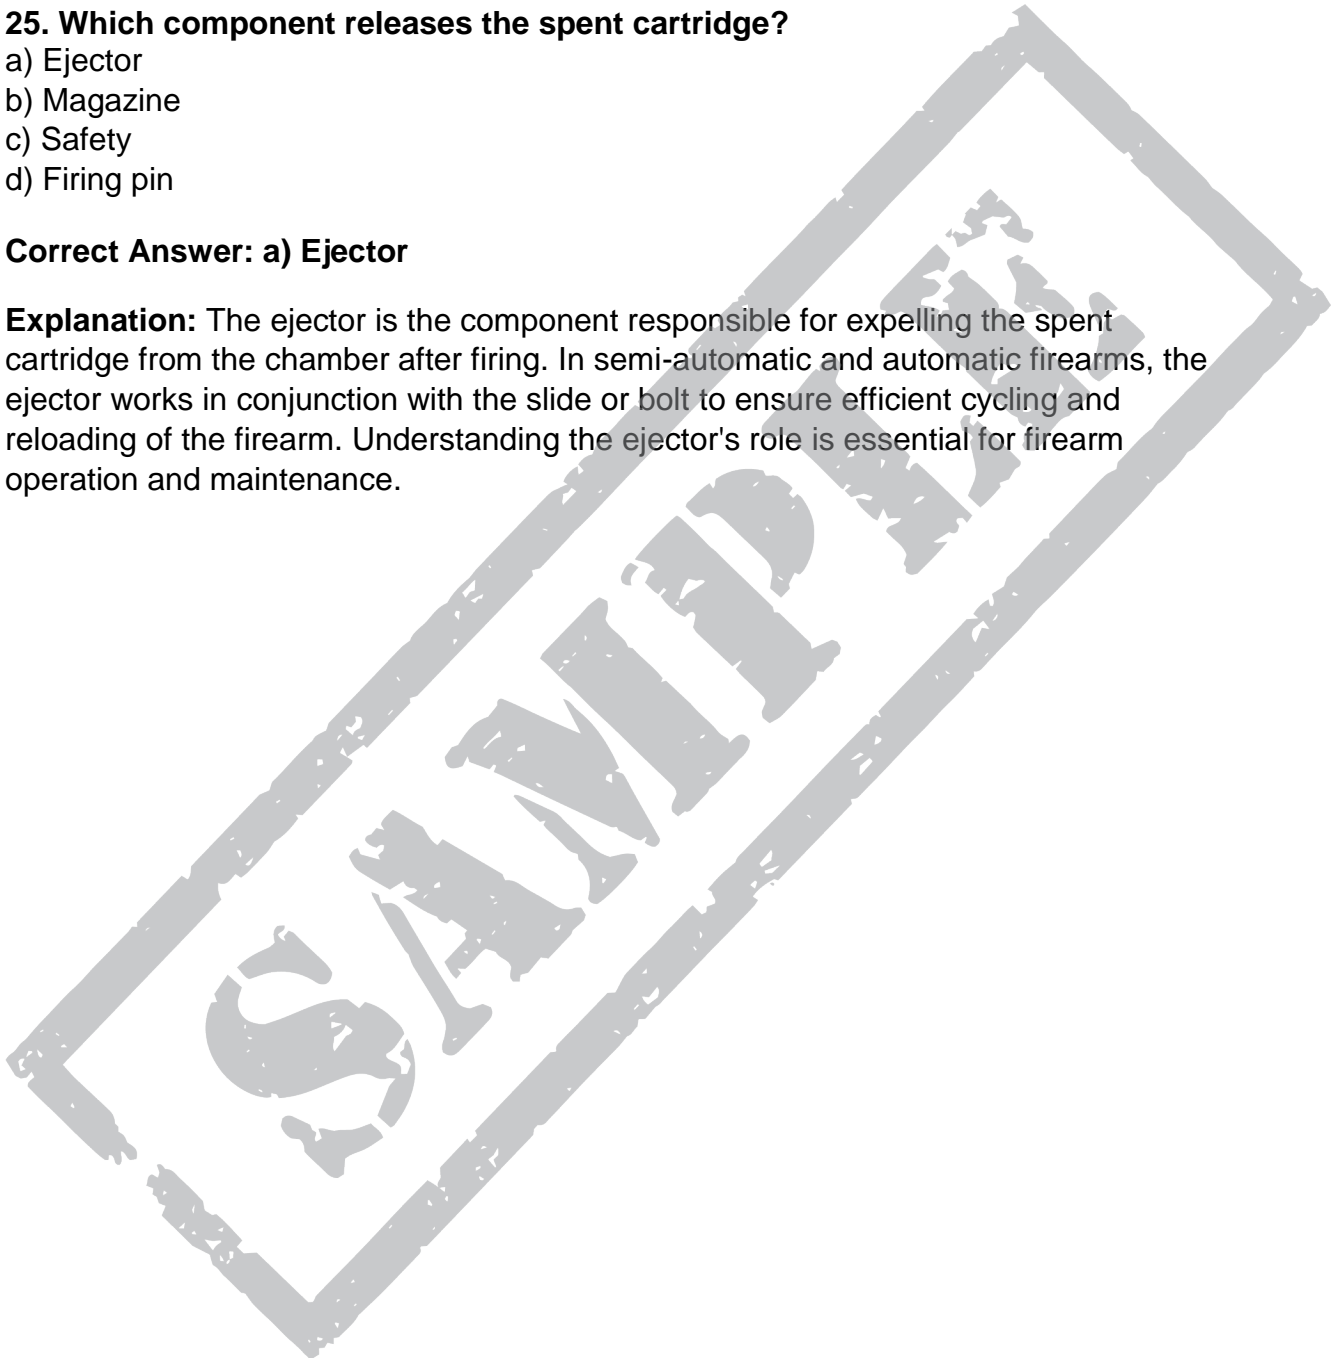 25. Which component releases the spent cartridge?
a) Ejector
b) Magazine
c) Safety
d) Firing pin
Correct Answer: a) Ejector
Explanation: The ejector is the component responsible for expelling the spent
cartridge from the chamber after firing. In semi-automatic and automatic firearms, the
ejector works in conjunction with the slide or bolt to ensure efficient cycling and
reloading of the firearm. Understanding the ejector's role is essential for firearm
operation and maintenance.
SAMPLE